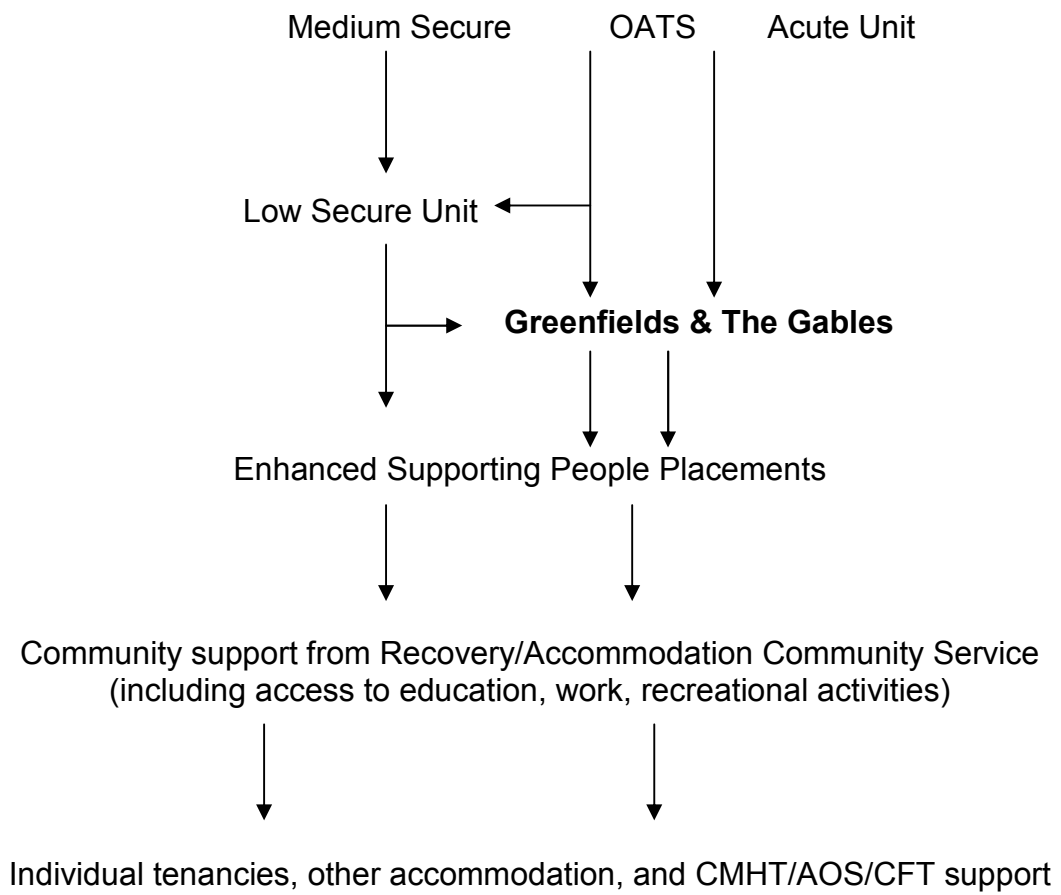 Medium Secure OATS Acute Unit
Low Secure Unit
Greenfields & The Gables
Enhanced Supporting People Placements
Community support from Recovery/Accommodation Community Service
(including access to education, work, recreational activities)
Individual tenancies, other accommodation, and CMHT/AOS/CFT support